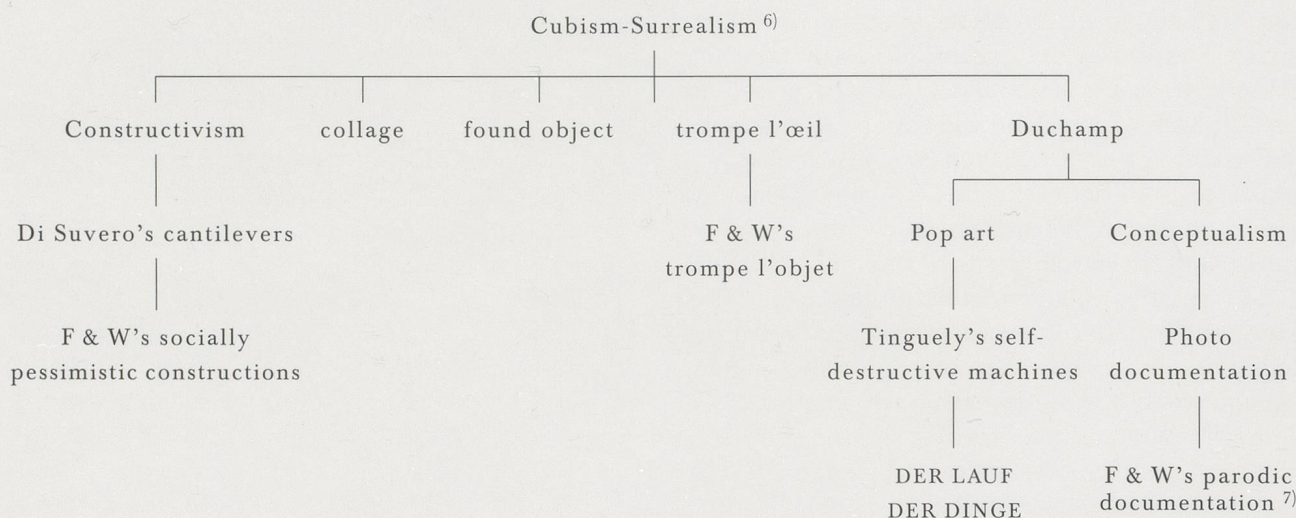 Cubism-Surrealism 6)
Constructivism
collage
found object
trompe l'œil
Duchamp
Di Suvero's cantilevers
F & W's
trompe l'objet
Pop art
Conceptualism
F & W's socially
pessimistic constructions
Tinguely's self-
destructive machines
Photo
documentation
DER LAUF
DER DINGE
F & W's parodic
documentation 7)